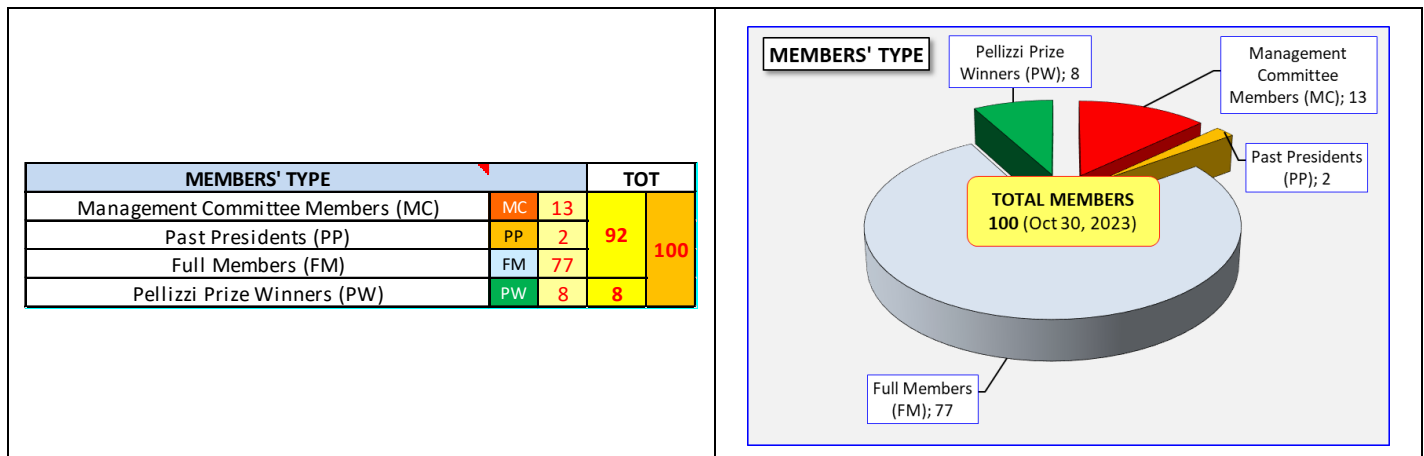 MEMBERS' TYPE TOT
Management Committee Members (MC) MC 13
92
100
Past Presidents (PP) PP 2
Full Members (FM) FM 77
Pellizzi Prize Winners (PW) PW 8 8
MEMBERS' TYPE
Pellizzi Prize
Winners (PW); 8
Management
Committee
Members (MC); 13
Past Presidents
(PP); 2
TOTAL MEMBERS
100 (Oct 30, 2023)
Full Members
(FM); 77